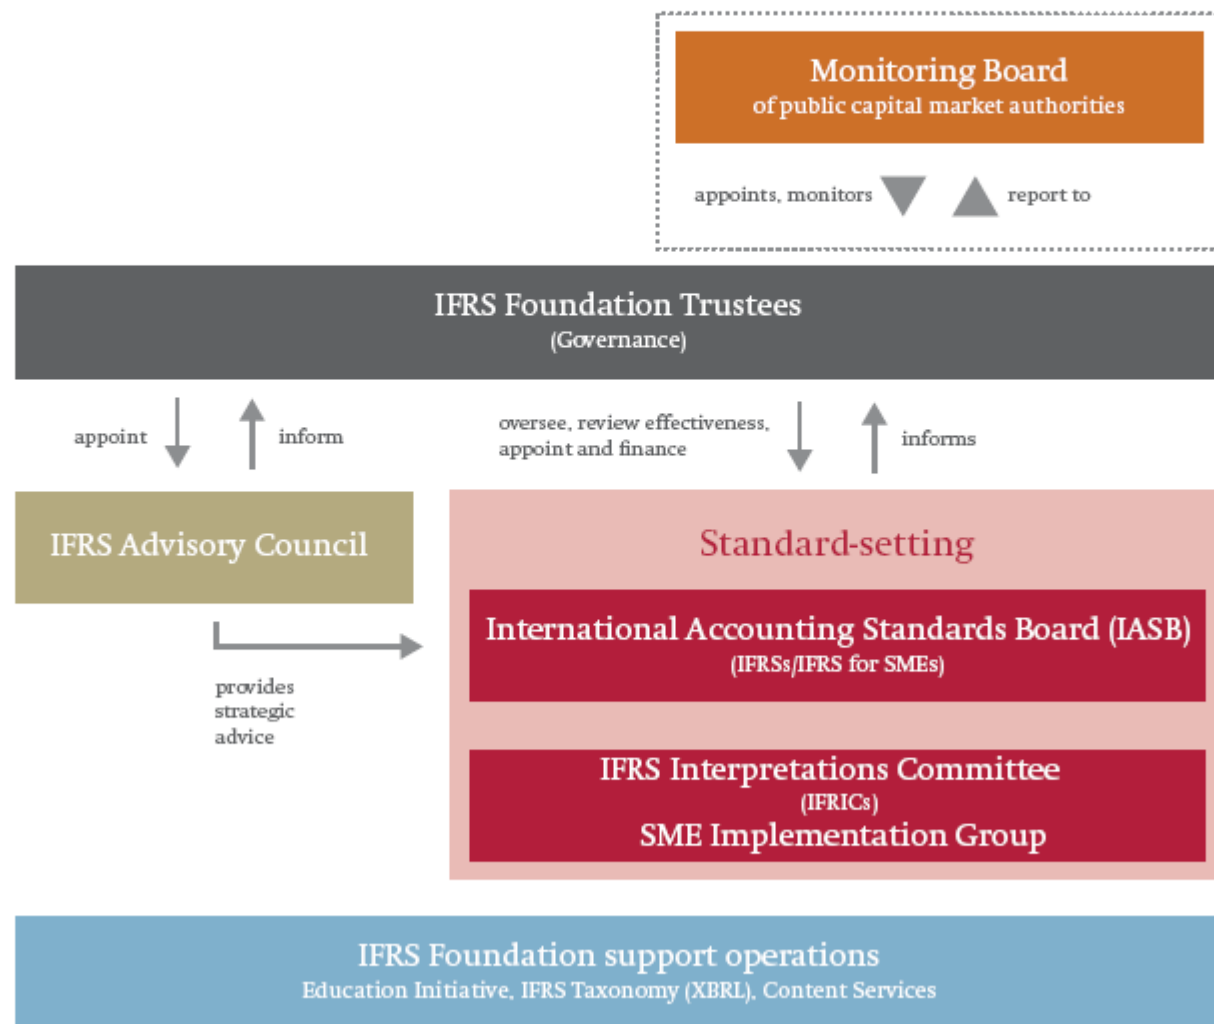 Monitoring Board
of public capital market authorities
appoints, monitors
report to
IFRS Foundation Trustees
(Governance)
appoint
inform
oversee, review effectiveness,
appoint and finance
informs
IFRS Advisory Council
Standard-setting
International Accounting Standards Board (IASB)
(IFRSs/IFRS for SMEs)
provides
strategic
advice
IFRS Interpretations Committee
(IFRICs)
SME Implementation Group
IFRS Foundation support operations
Education Initiative, IFRS Taxonomy (XBRL), Content Services